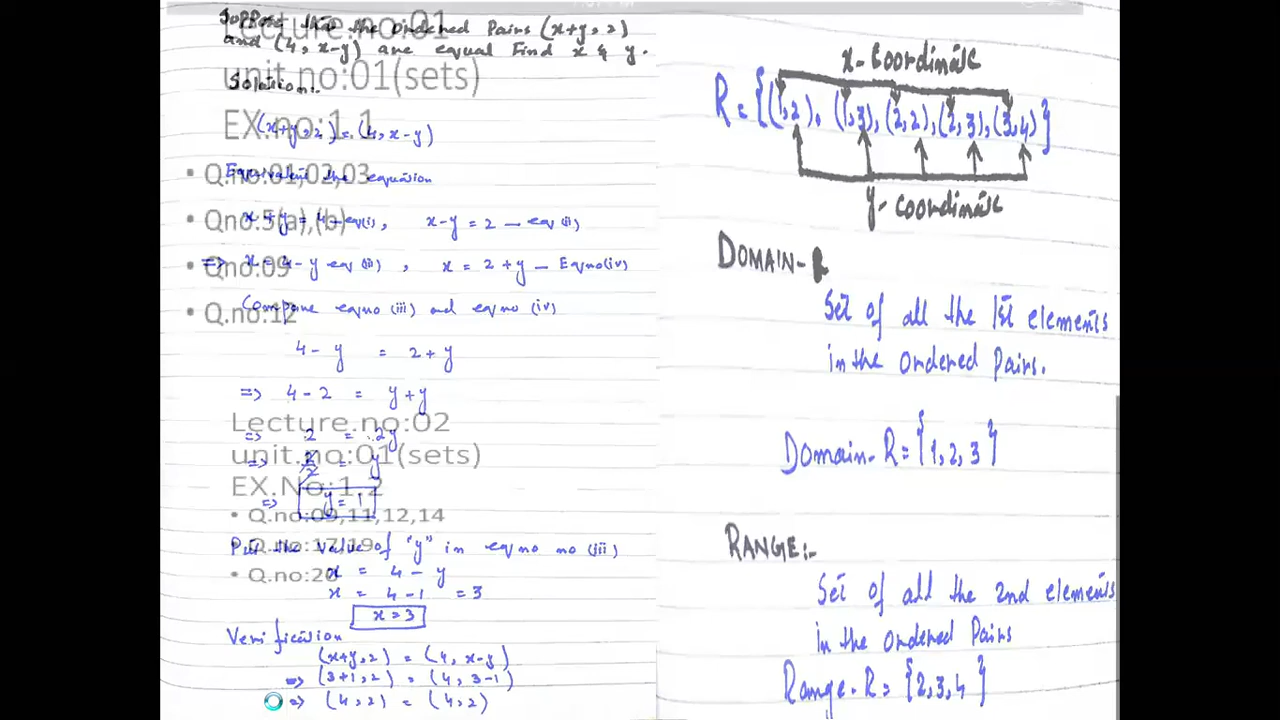 Suppose that the ordered Pairs (x+y, 2)
and (4, x-y) are equal Find x & y.
Solution:-
(x+y, 2) = (4, x-y)
Equivalent the equation
x+y = 4 - eq(i), x-y = 2 - eq(ii)
=> x = 4-y eq(iii), x = 2+y - Eqno(iv)
Compare eqno (iii) and eqno (iv)
4-y = 2+y
=> 4-2 = y+y
=> 2 = 2y
=> 2/2 = y
=> y = 1
Put the value of "y" in eqno no (iii)
x = 4-y
x = 4-1 = 3
x = 3
Verification
(x+y, 2) = (4, x-y)
=> (3+1, 2) = (4, 3-1)
=> (4, 2) = (4, 2)
Lecture.no:01
unit.no:01(sets)
EX.no:1.1
• Q.no:01,02,03
• Qno:5(a),(b)
• Qno:09
• Q.no:12
Lecture.no:02
unit.no:01(sets)
EX.No:1.2
• Q.no:09,11,12,14
• Q.no:17,19
• Q.no:20
x-Coordinate
R = {(1,2), (1,3), (2,2), (2,3), (3,4)}
y-Coordinate
DOMAIN-R
Set of all the 1st elements
in the ordered Pairs.
Domain-R = {1, 2, 3}
RANGE:-
Set of all the 2nd elements
in the ordered Pairs
Range-R = {2, 3, 4}